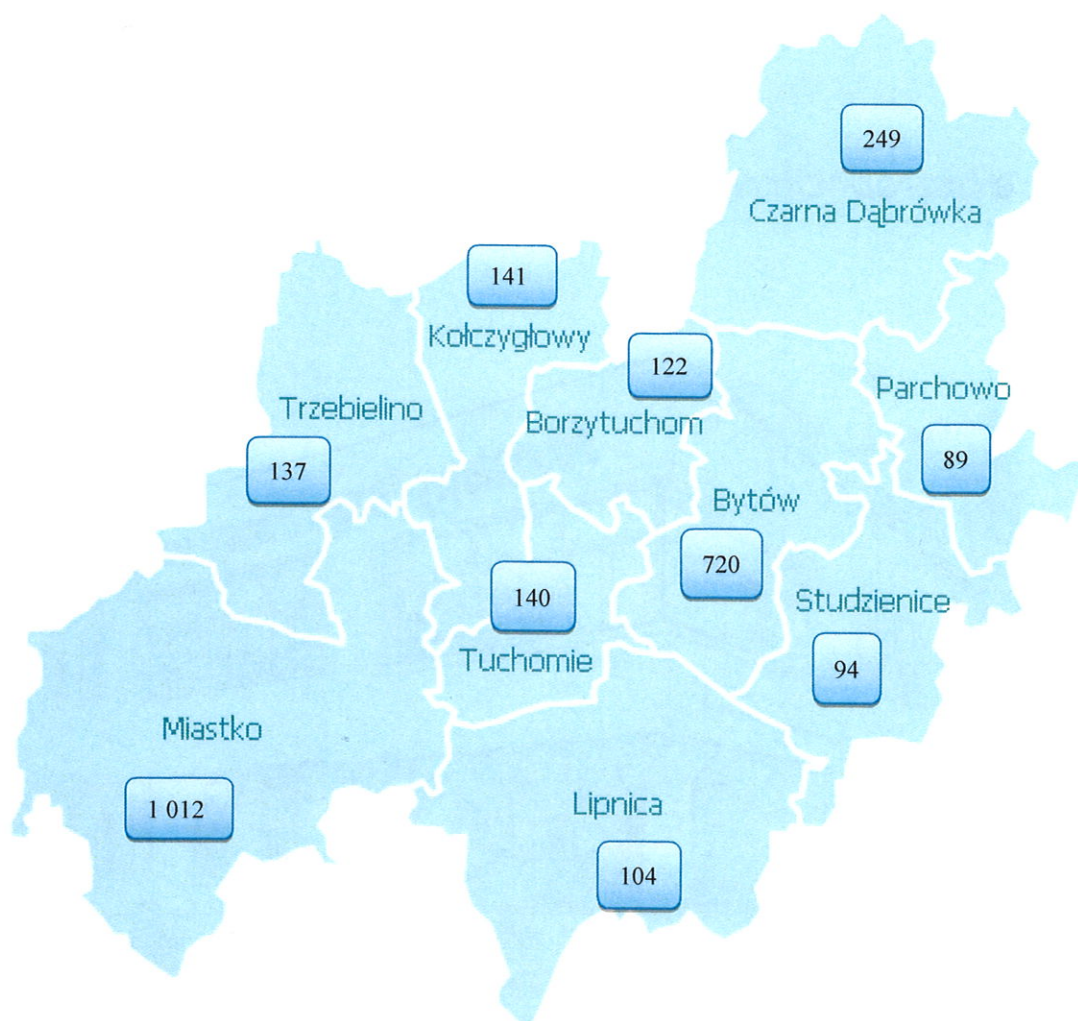 249
Czarna Dąbrówka
141
Kołczygłowy
122
Borzytuchom
Parchowo
89
Trzebielino
137
Bytów
720
140
Tuchomie
Studzienice
94
Miastko
1 012
Lipnica
104